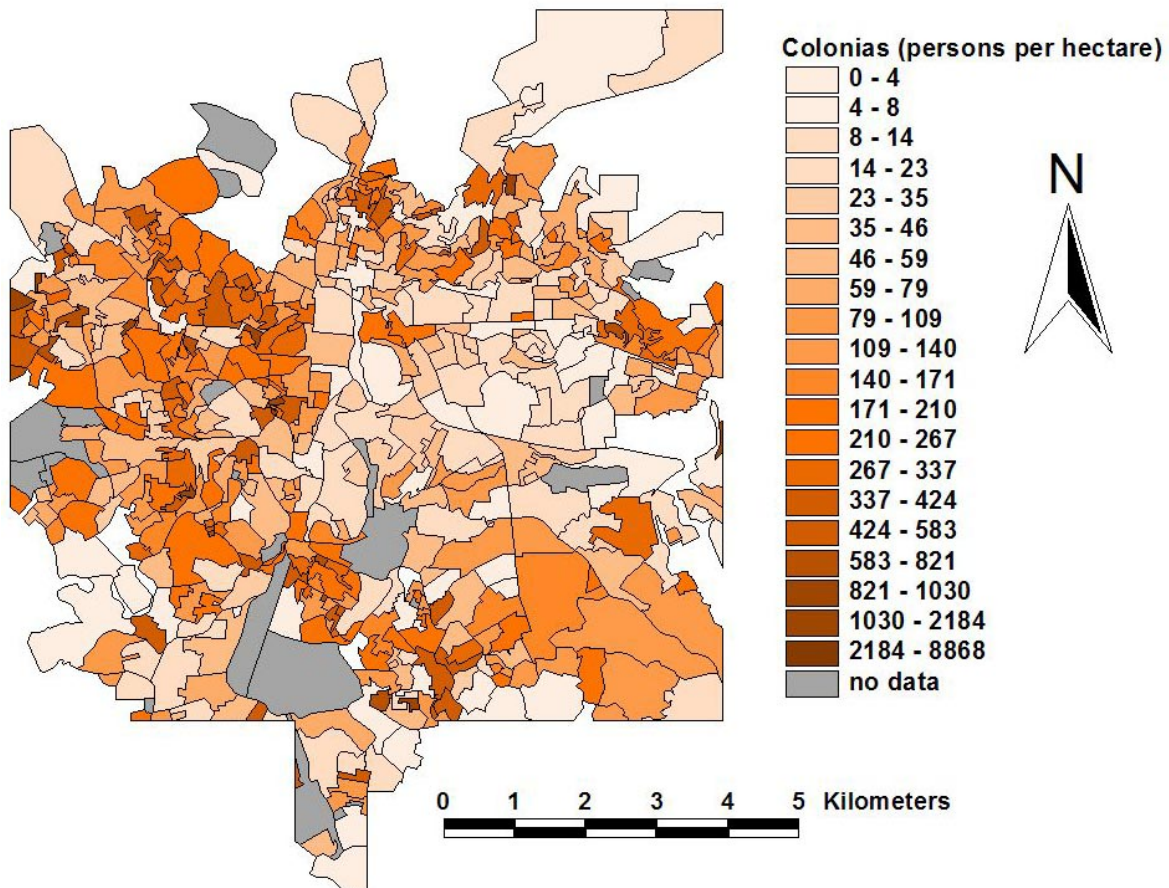 Colonias (persons per hectare)
0 - 4
4 - 8
8 - 14
14 - 23
23 - 35
35 - 46
46 - 59
59 - 79
79 - 109
109 - 140
140 - 171
171 - 210
210 - 267
267 - 337
337 - 424
424 - 583
583 - 821
821 - 1030
1030 - 2184
2184 - 8868
no data
N
0 1 2 3 4 5 Kilometers